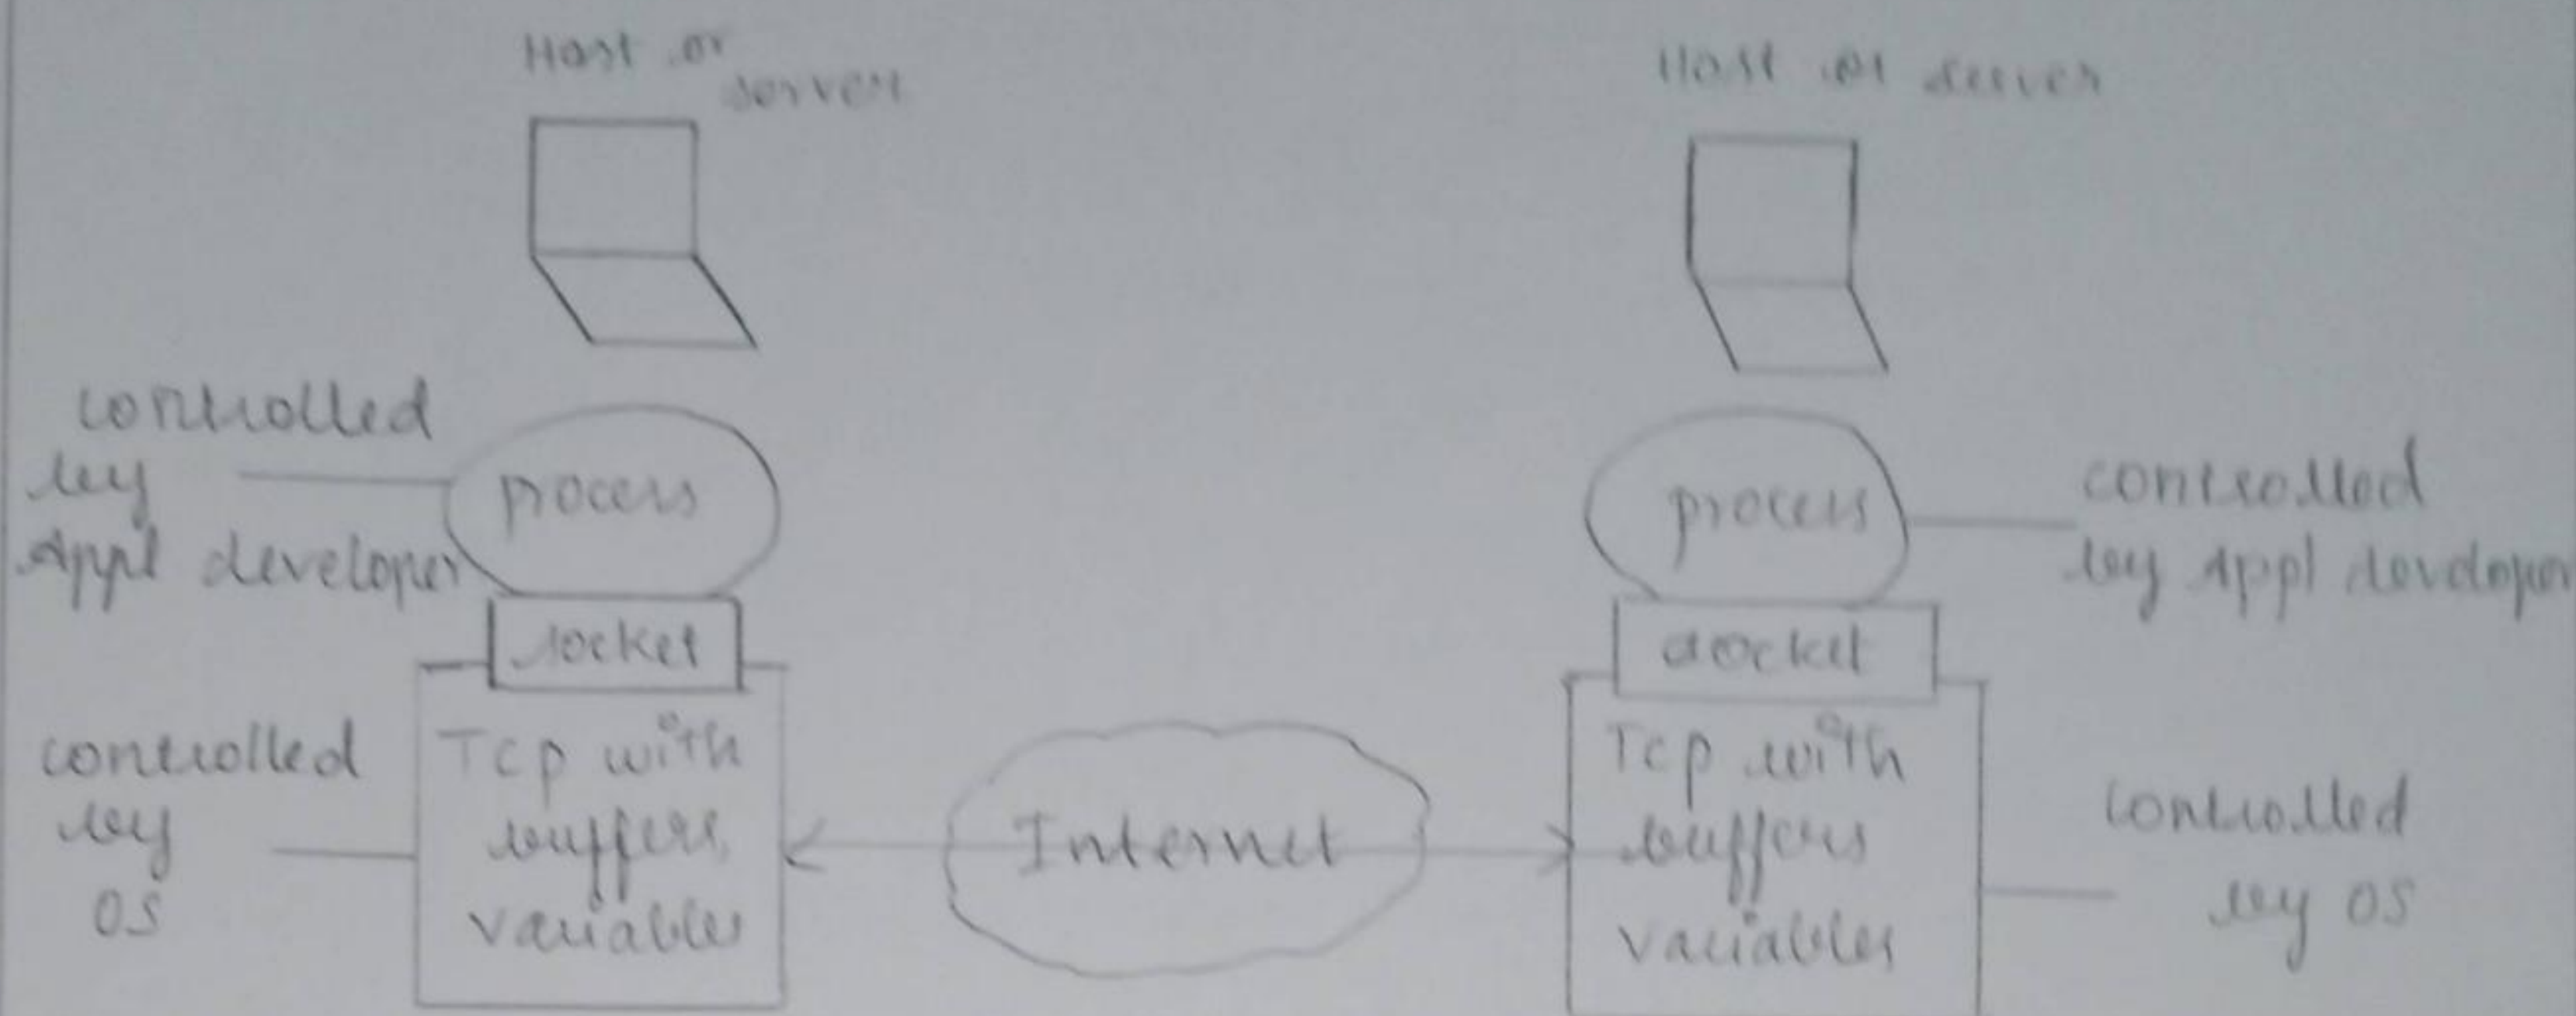 Host or
server
Host or server
controlled
by
Appl developer
process
process
controlled
by Appl developer
socket
socket
controlled
by
OS
Tcp with
buffers,
variables
Internet
Tcp with
buffers
variables
controlled
by OS